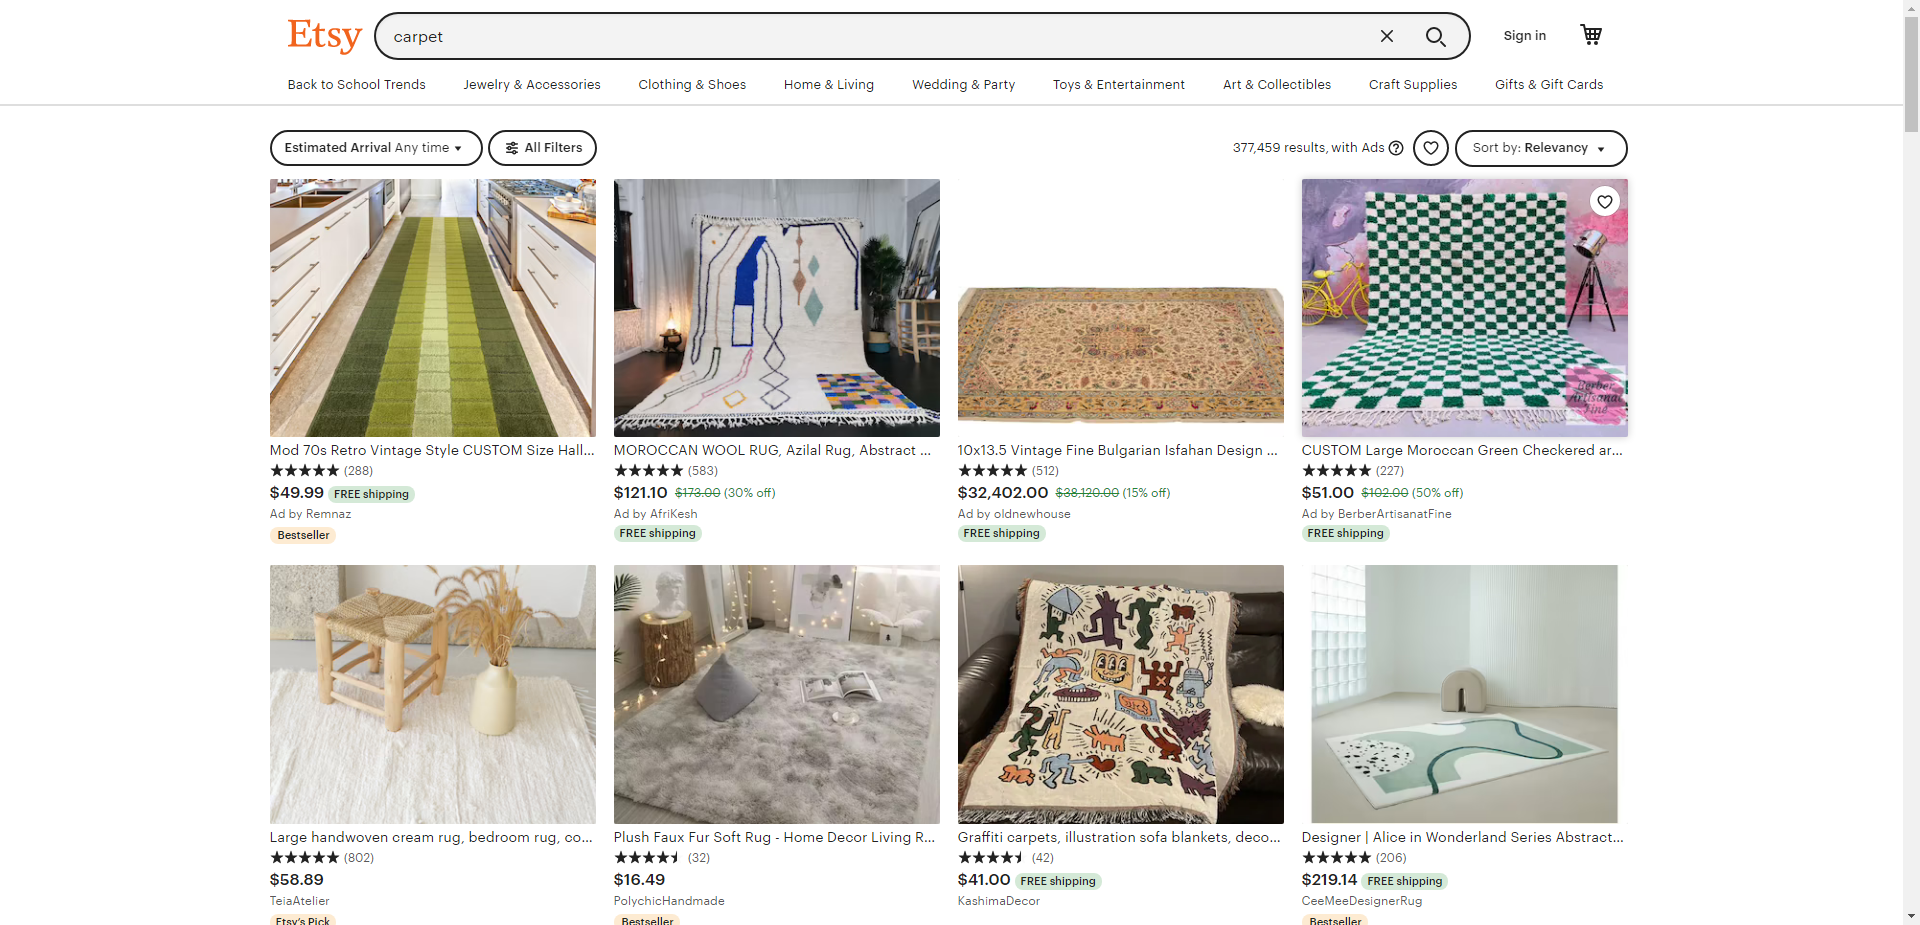 Etsy
carpet
Sign in
Back to School Trends
Jewelry & Accessories
Clothing & Shoes
Home & Living
Wedding & Party
Toys & Entertainment
Art & Collectibles
Craft Supplies
Gifts & Gift Cards
Estimated Arrival Any time
All Filters
377,459 results, with Ads
Sort by: Relevancy
Berber
Artisanat
Fine
Mod 70s Retro Vintage Style CUSTOM Size Hall...
(288)
$49.99 FREE shipping
Ad by Remnaz
Bestseller
MOROCCAN WOOL RUG, Azilal Rug, Abstract ...
(583)
$121.10 $173.00 (30% off)
Ad by AfriKesh
FREE shipping
10x13.5 Vintage Fine Bulgarian Isfahan Design ...
(512)
$32,402.00 $38,120.00 (15% off)
Ad by oldnewhouse
FREE shipping
CUSTOM Large Moroccan Green Checkered ar...
(227)
$51.00 $102.00 (50% off)
Ad by BerberArtisanatFine
FREE shipping
Large handwoven cream rug, bedroom rug, co...
(802)
$58.89
TeiaAtelier
Etsy's Pick
Plush Faux Fur Soft Rug - Home Decor Living R...
(32)
$16.49
PolychicHandmade
Bestseller
Graffiti carpets, illustration sofa blankets, deco...
(42)
$41.00 FREE shipping
KashimaDecor
Designer | Alice in Wonderland Series Abstract...
(206)
$219.14 FREE shipping
CeeMeeDesignerRug
Bestseller